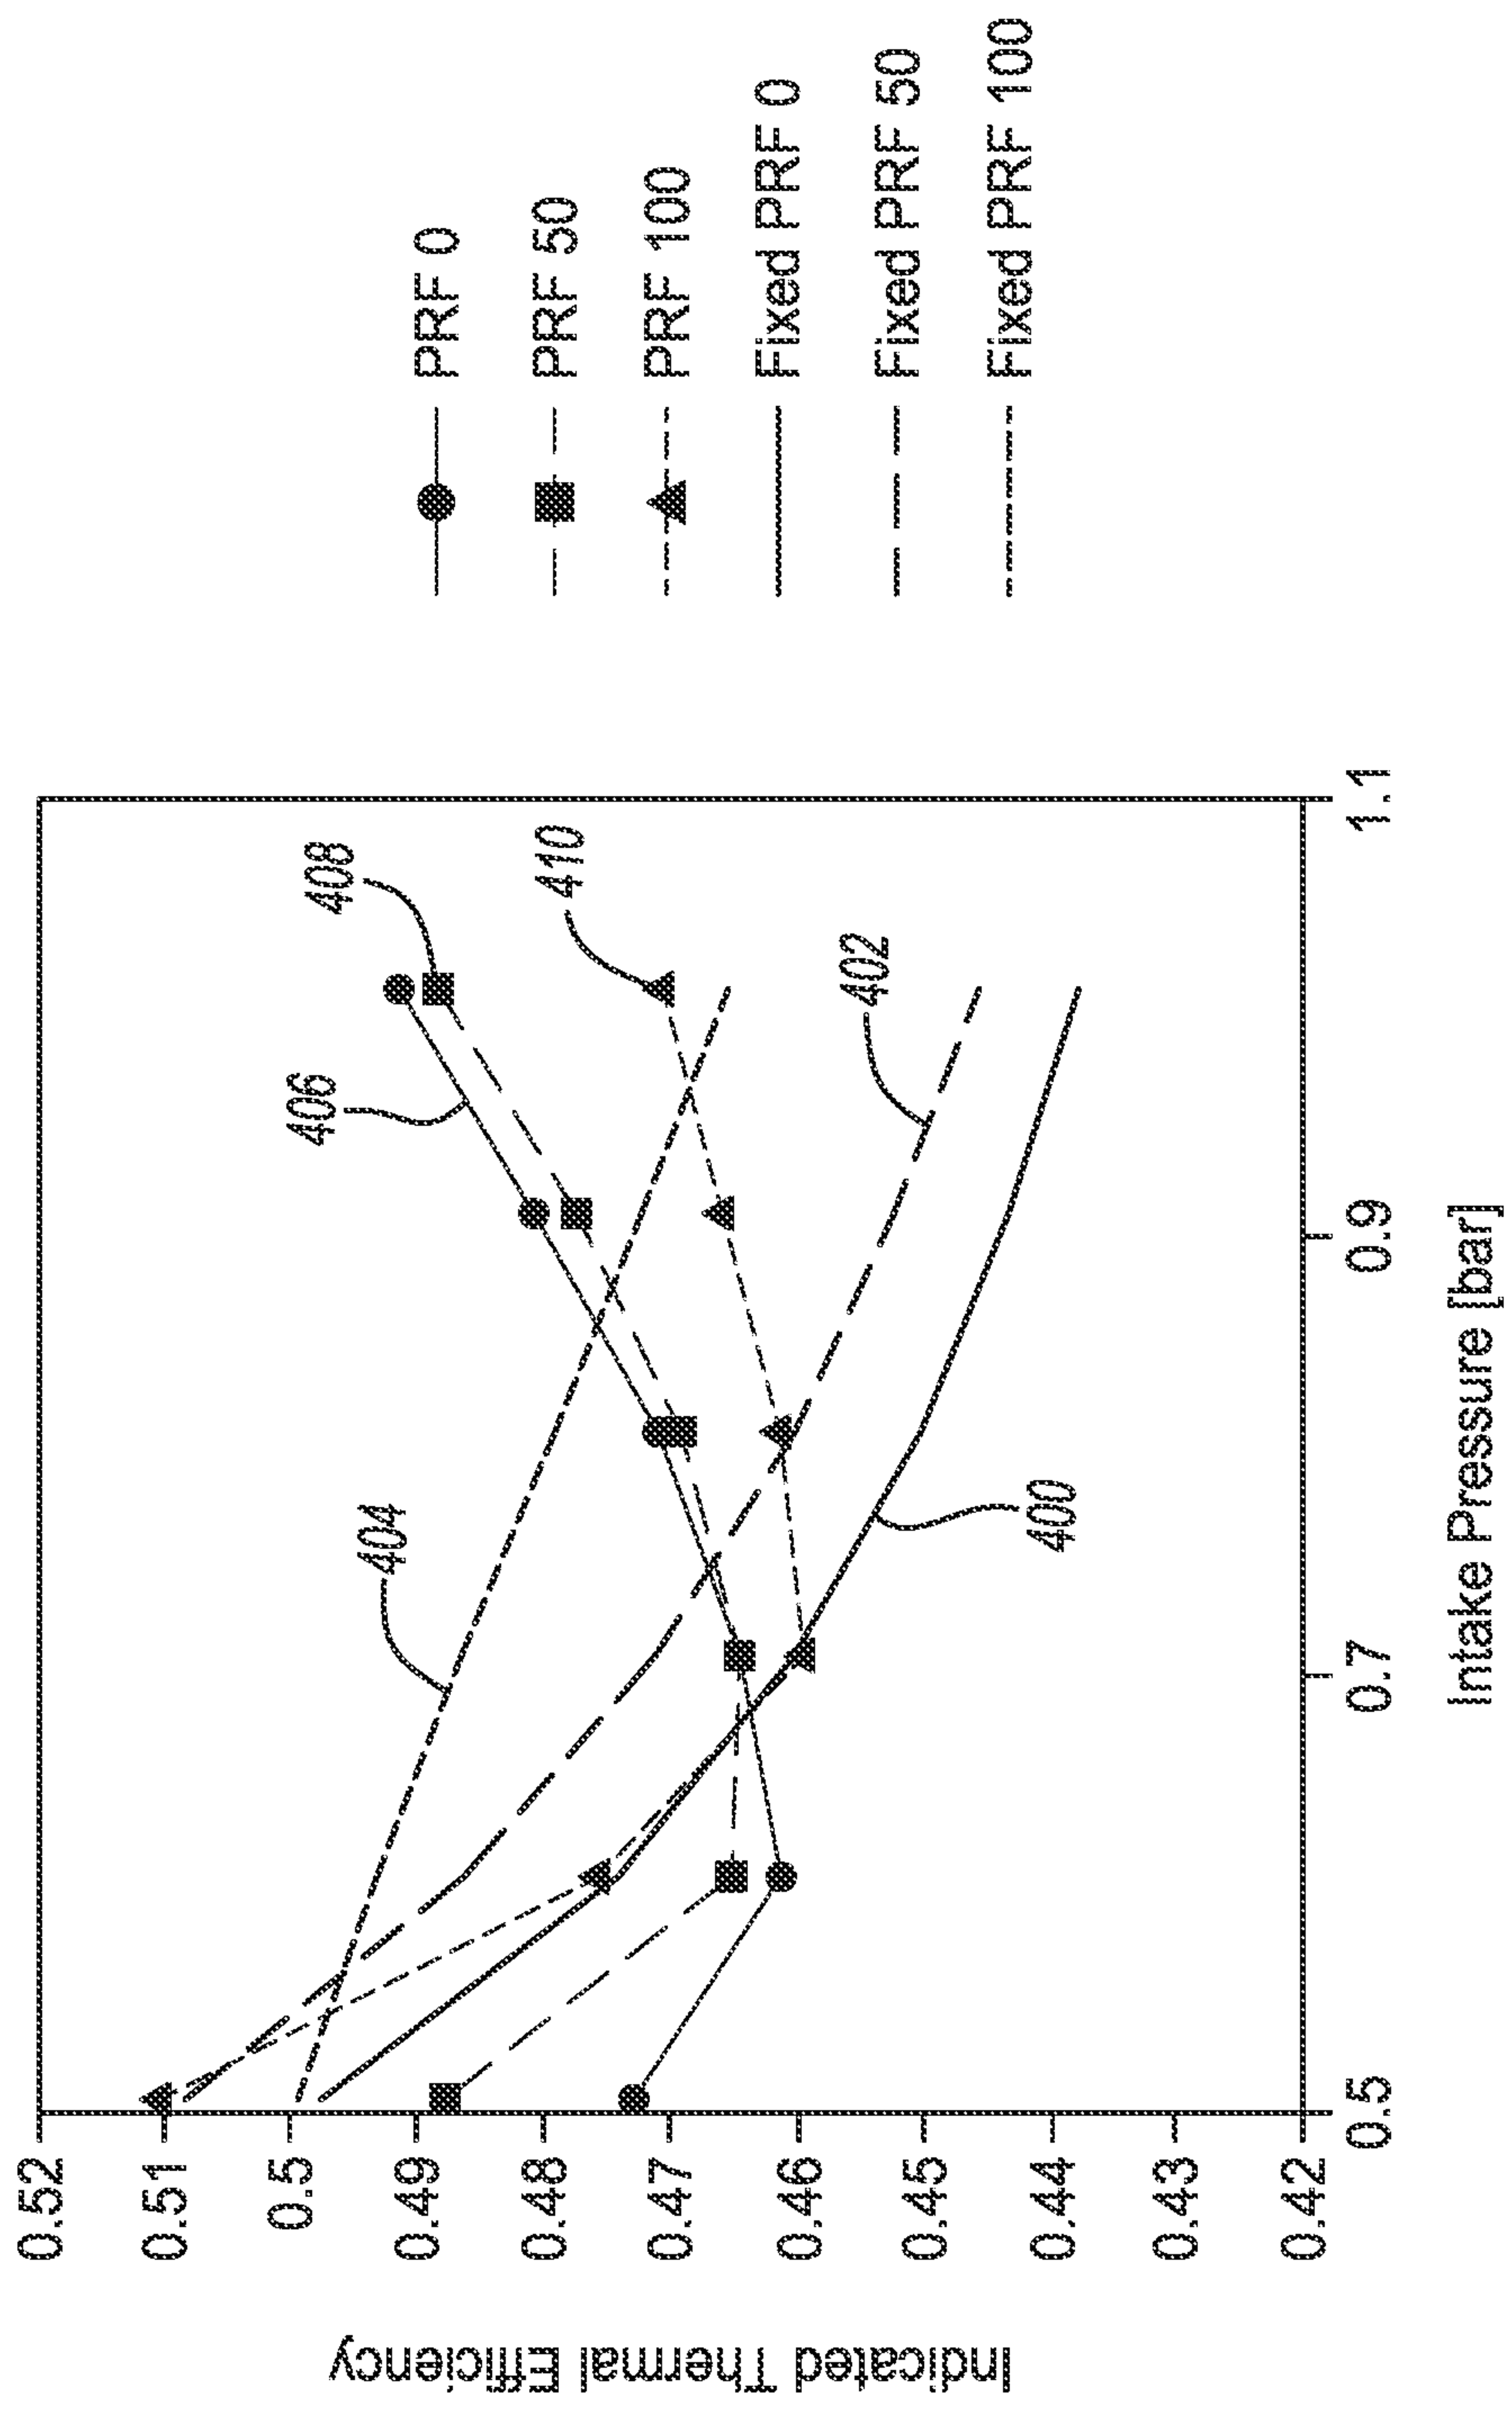 Indicated Thermal Efficiency
0.52
0.51
0.5
0.49
0.48
0.47
0.46
0.45
0.44
0.43
0.42
0.5
0.7
0.9
1.1
Intake Pressure [bar]
404
406
408
410
402
400
PRF 0
PRF 50
PRF 100
Fixed PRF 0
Fixed PRF 50
Fixed PRF 100